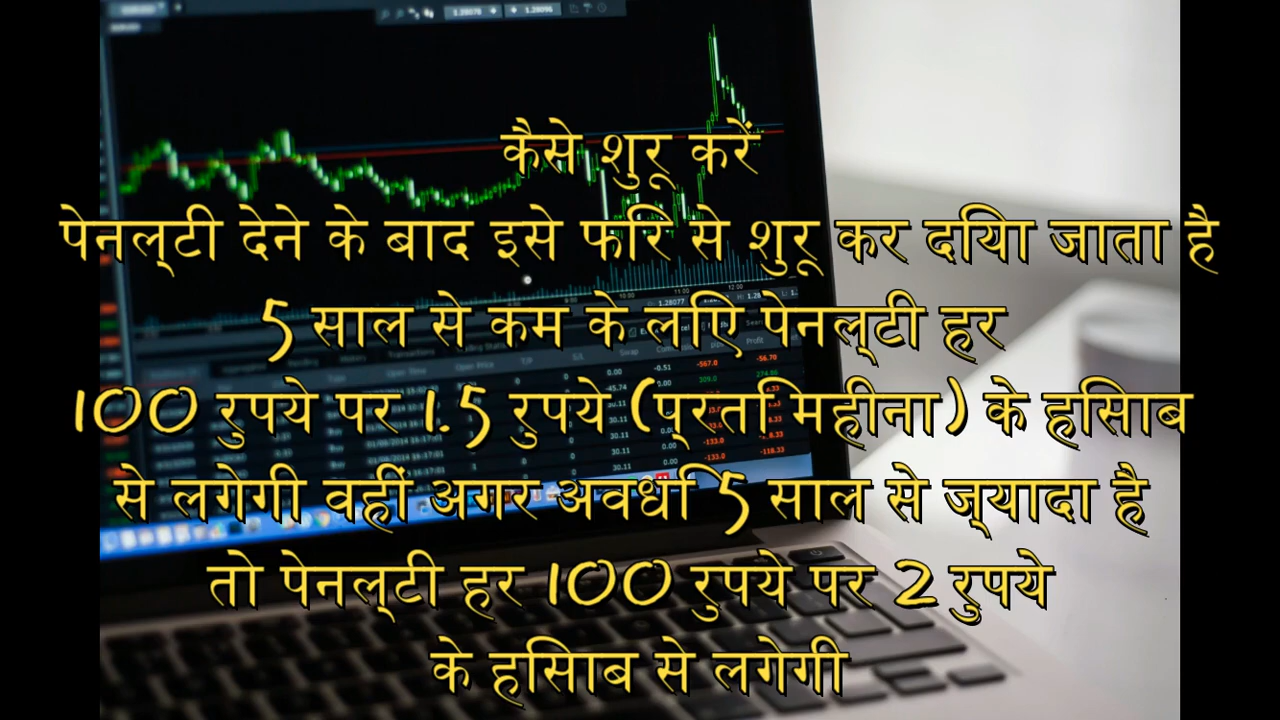 कैसे शुरू करें
पेनल्टी देने के बाद इसे फिर से शुरू कर दिया जाता है
5 साल से कम के लिए पेनल्टी हर
100 रुपये पर 1.5 रुपये (प्रति महीना) के हिसाब
से लगेगी वहीं अगर अवधि 5 साल से ज्यादा है
तो पेनल्टी हर 100 रुपये पर 2 रुपये
के हिसाब से लगेगी